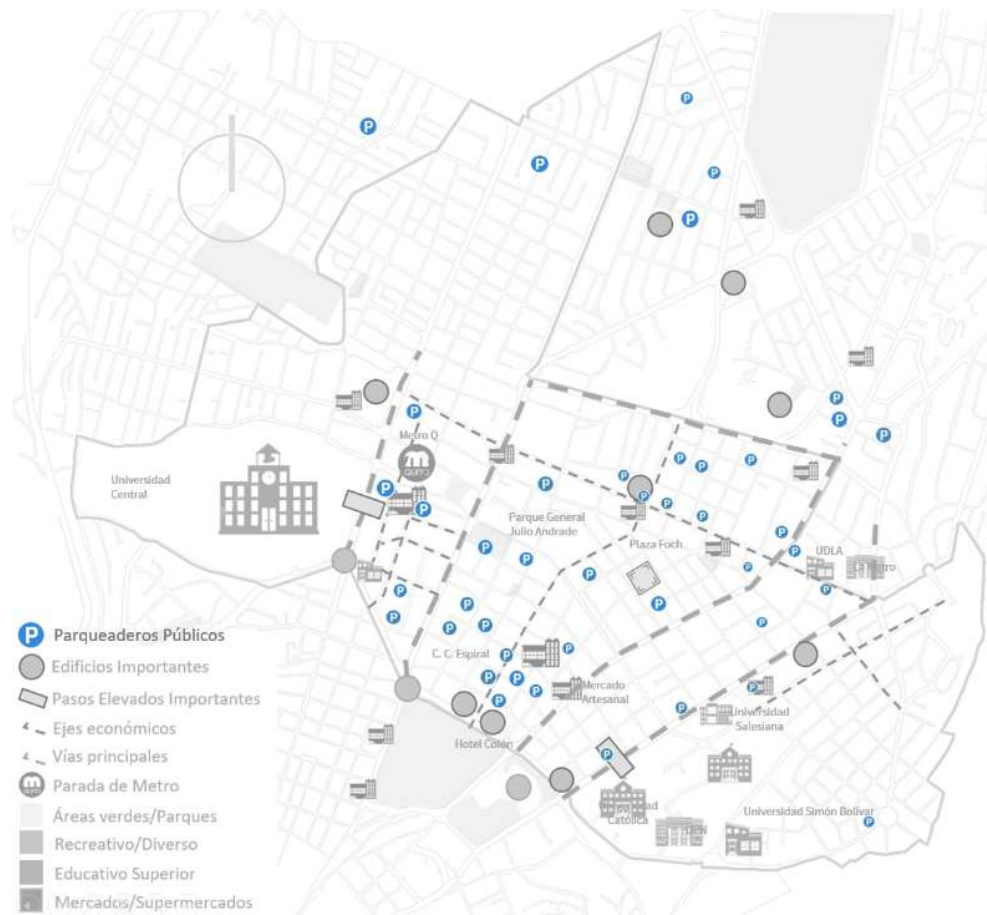 Metro Q
QUITO
Universidad
Central
Parque General
Julio Andrade
Plaza Foch.
UDLA
C. C. Espiral
Mercado
Artesanal
Hotel Colón
Universidad
Salesiana
Católica
Universidad Simón Bolívar
P Parqueaderos Públicos
Edificios Importantes
Pasos Elevados Importantes
Ejes económicos
Vías principales
QUITO
Parada de Metro
Áreas verdes/Parques
Recreativo/Diverso
Educativo Superior
Mercados/Supermercados